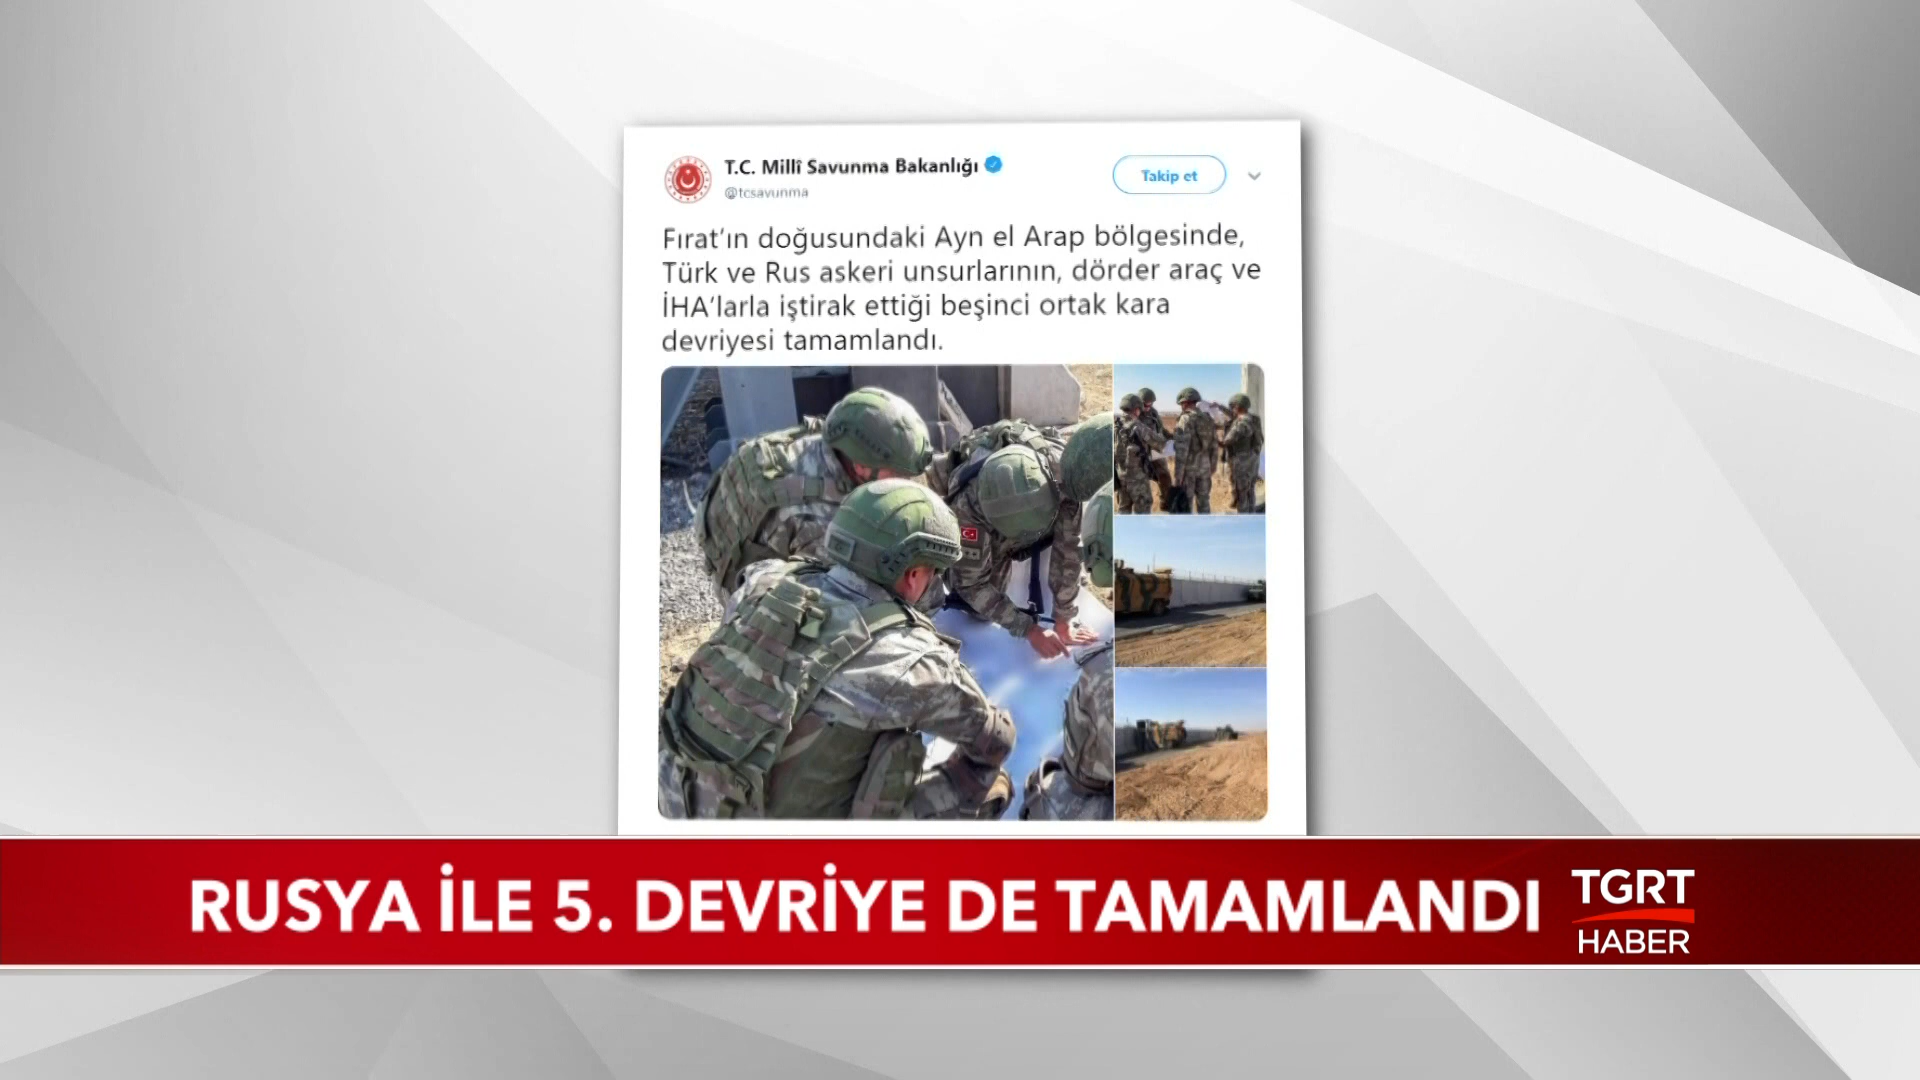 T.C. Millî Savunma Bakanlığı
@tcsavunma
Takip et
Fırat'ın doğusundaki Ayn el Arap bölgesinde,
Türk ve Rus askeri unsurlarının, dörder araç ve
İHA'larla iştirak ettiği beşinci ortak kara
devriyesi tamamlandı.
RUSYA İLE 5. DEVRİYE DE TAMAMLANDI
TGRT
HABER